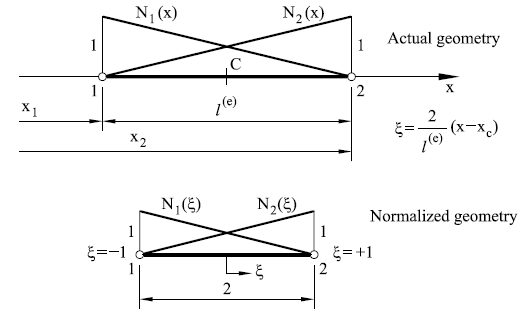 N₁(x) N₂(x)
1 1 Actual geometry
C
1 2 x
x₁ l⁽ᵉ⁾
x₂
ξ= 2/l⁽ᵉ⁾ (x−x_c)
N₁(ξ) N₂(ξ) Normalized geometry
1 1
ξ=−1 ξ=+1
1 ξ 2
2